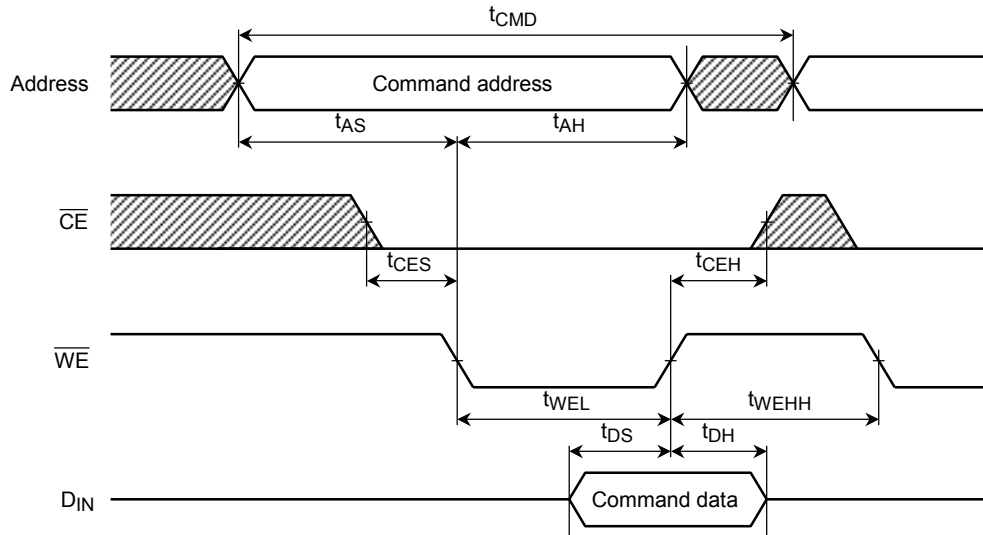 tCMD
Address
Command address
tAS
tAH
CE
tCES
tCEH
WE
tWEL
tWEHH
tDS
tDH
DIN
Command data